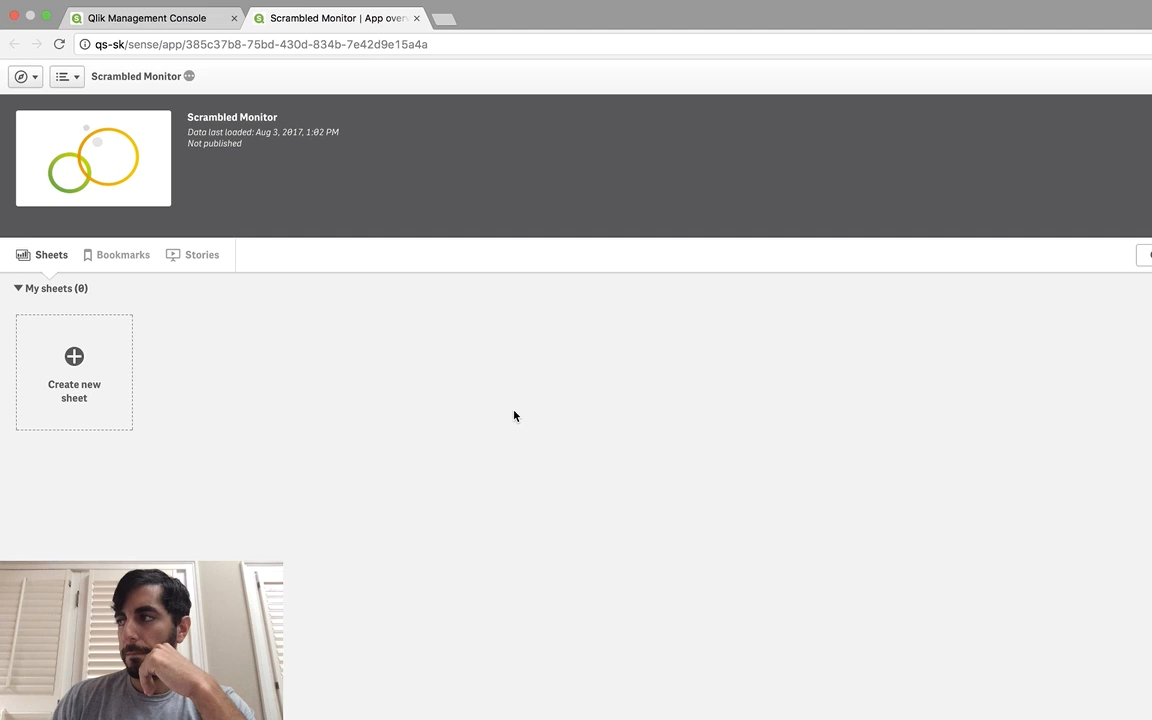 Qlik Management Console
Scrambled Monitor | App over
qs-sk/sense/app/385c37b8-75bd-430d-834b-7e42d9e15a4a
Scrambled Monitor
Scrambled Monitor
Data last loaded: Aug 3, 2017, 1:02 PM
Not published
Sheets
Bookmarks
Stories
My sheets (0)
Create new
sheet